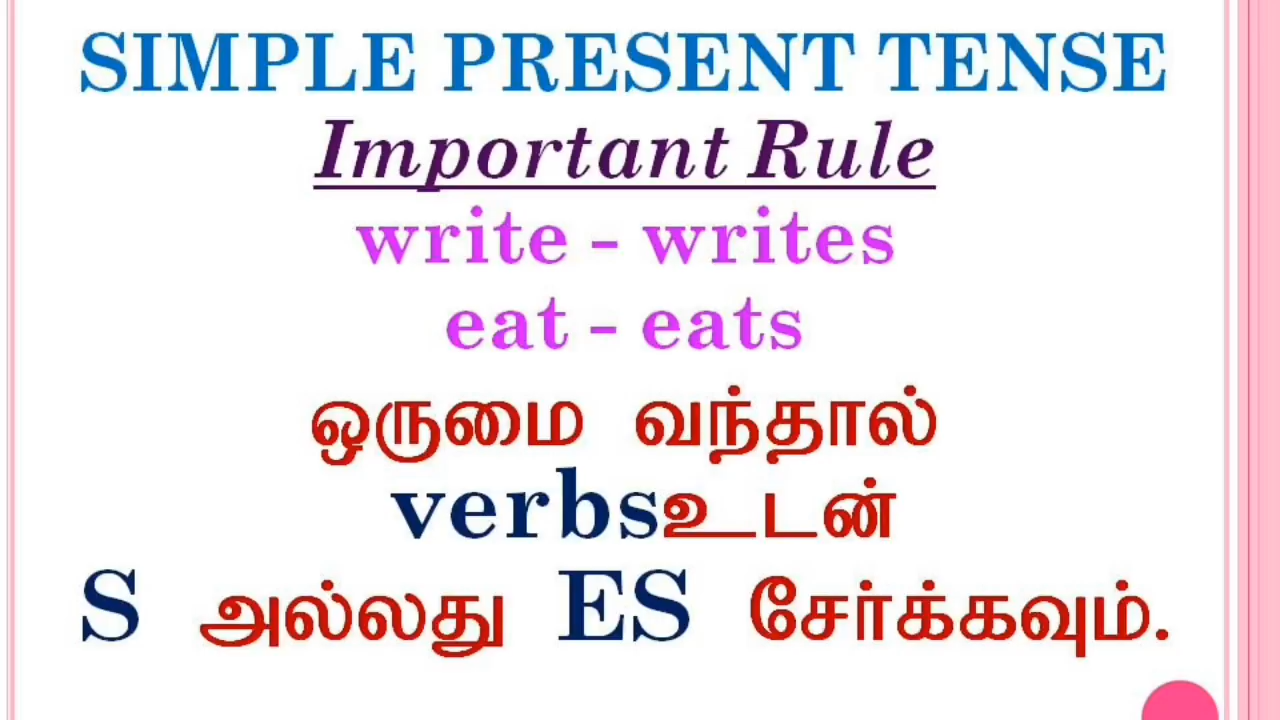 SIMPLE PRESENT TENSE
Important Rule
write - writes
eat - eats
ஒருமை வந்தால்
verbsஉடன்
S அல்லது ES சேர்க்கவும்.